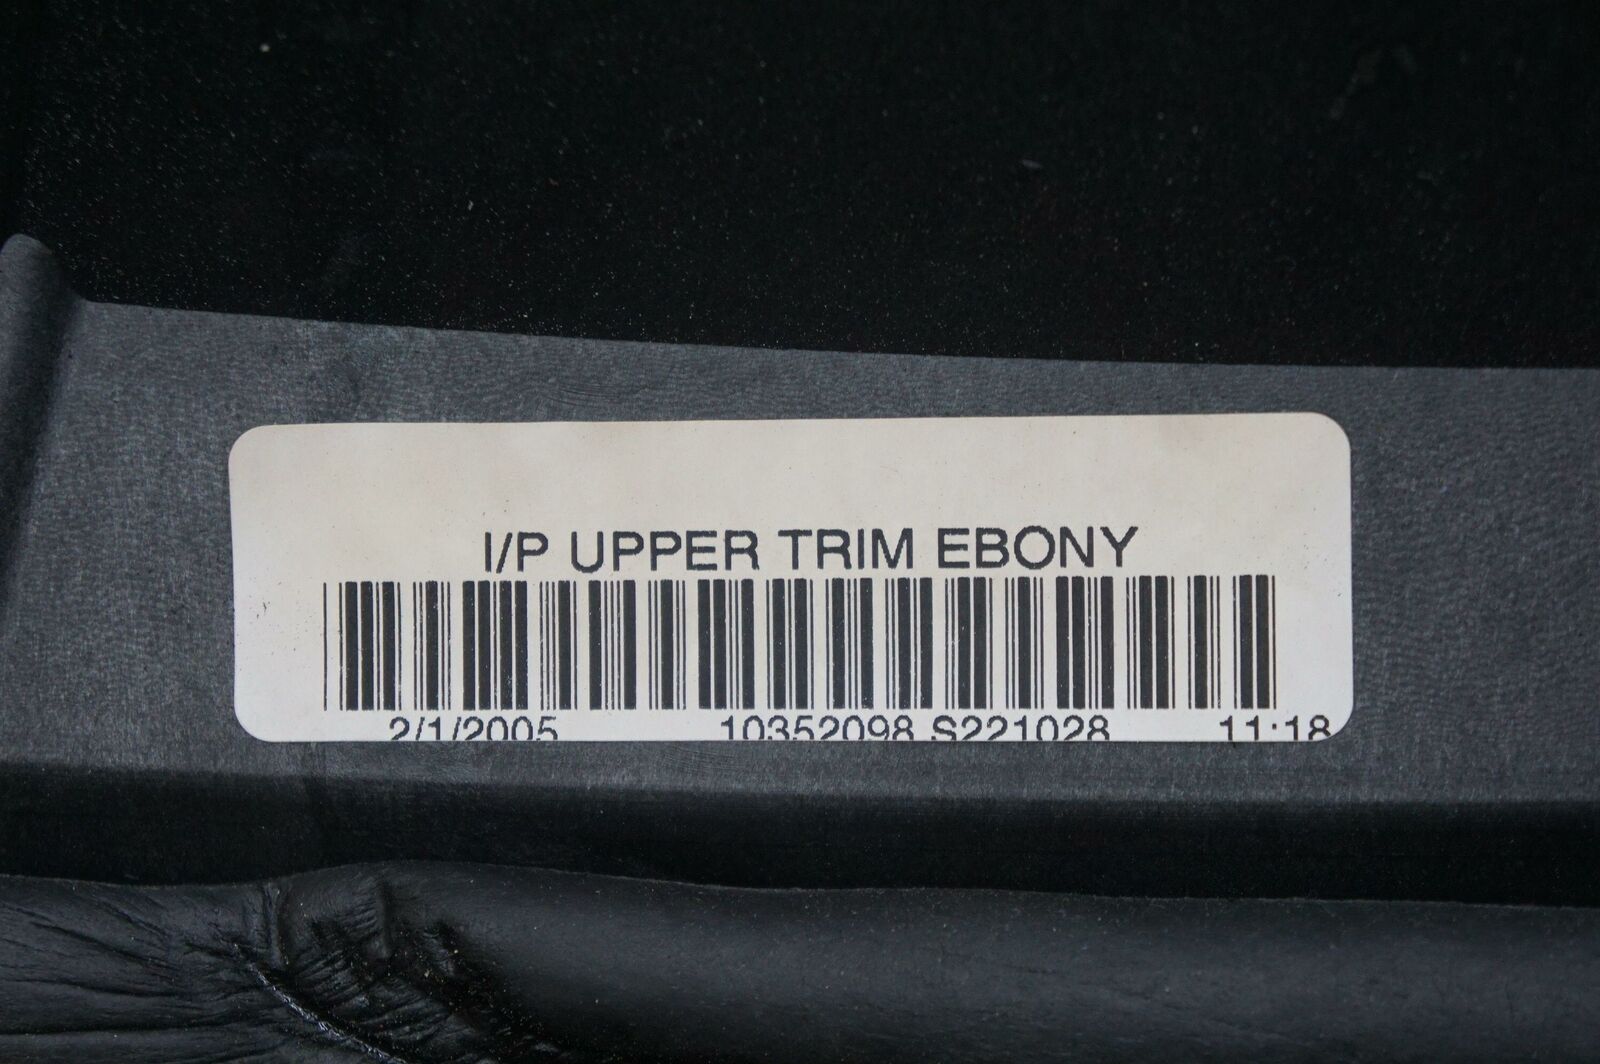 I/P UPPER TRIM EBONY
2/1/2005 10352098 S221028 11:18